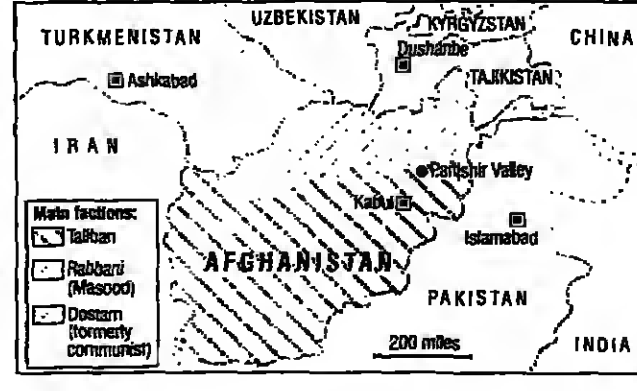 UZBEKISTAN
KYRGYZSTAN
TURKMENISTAN
CHINA
Dushanbe
Ashkabad
TAJIKISTAN
IRAN
Panjshir Valley
Main factions:
Taliban
Rabbani
(Masood)
Dostam
(formerly
communist)
Kabul
Islamabad
AFGHANISTAN
PAKISTAN
200 miles
INDIA